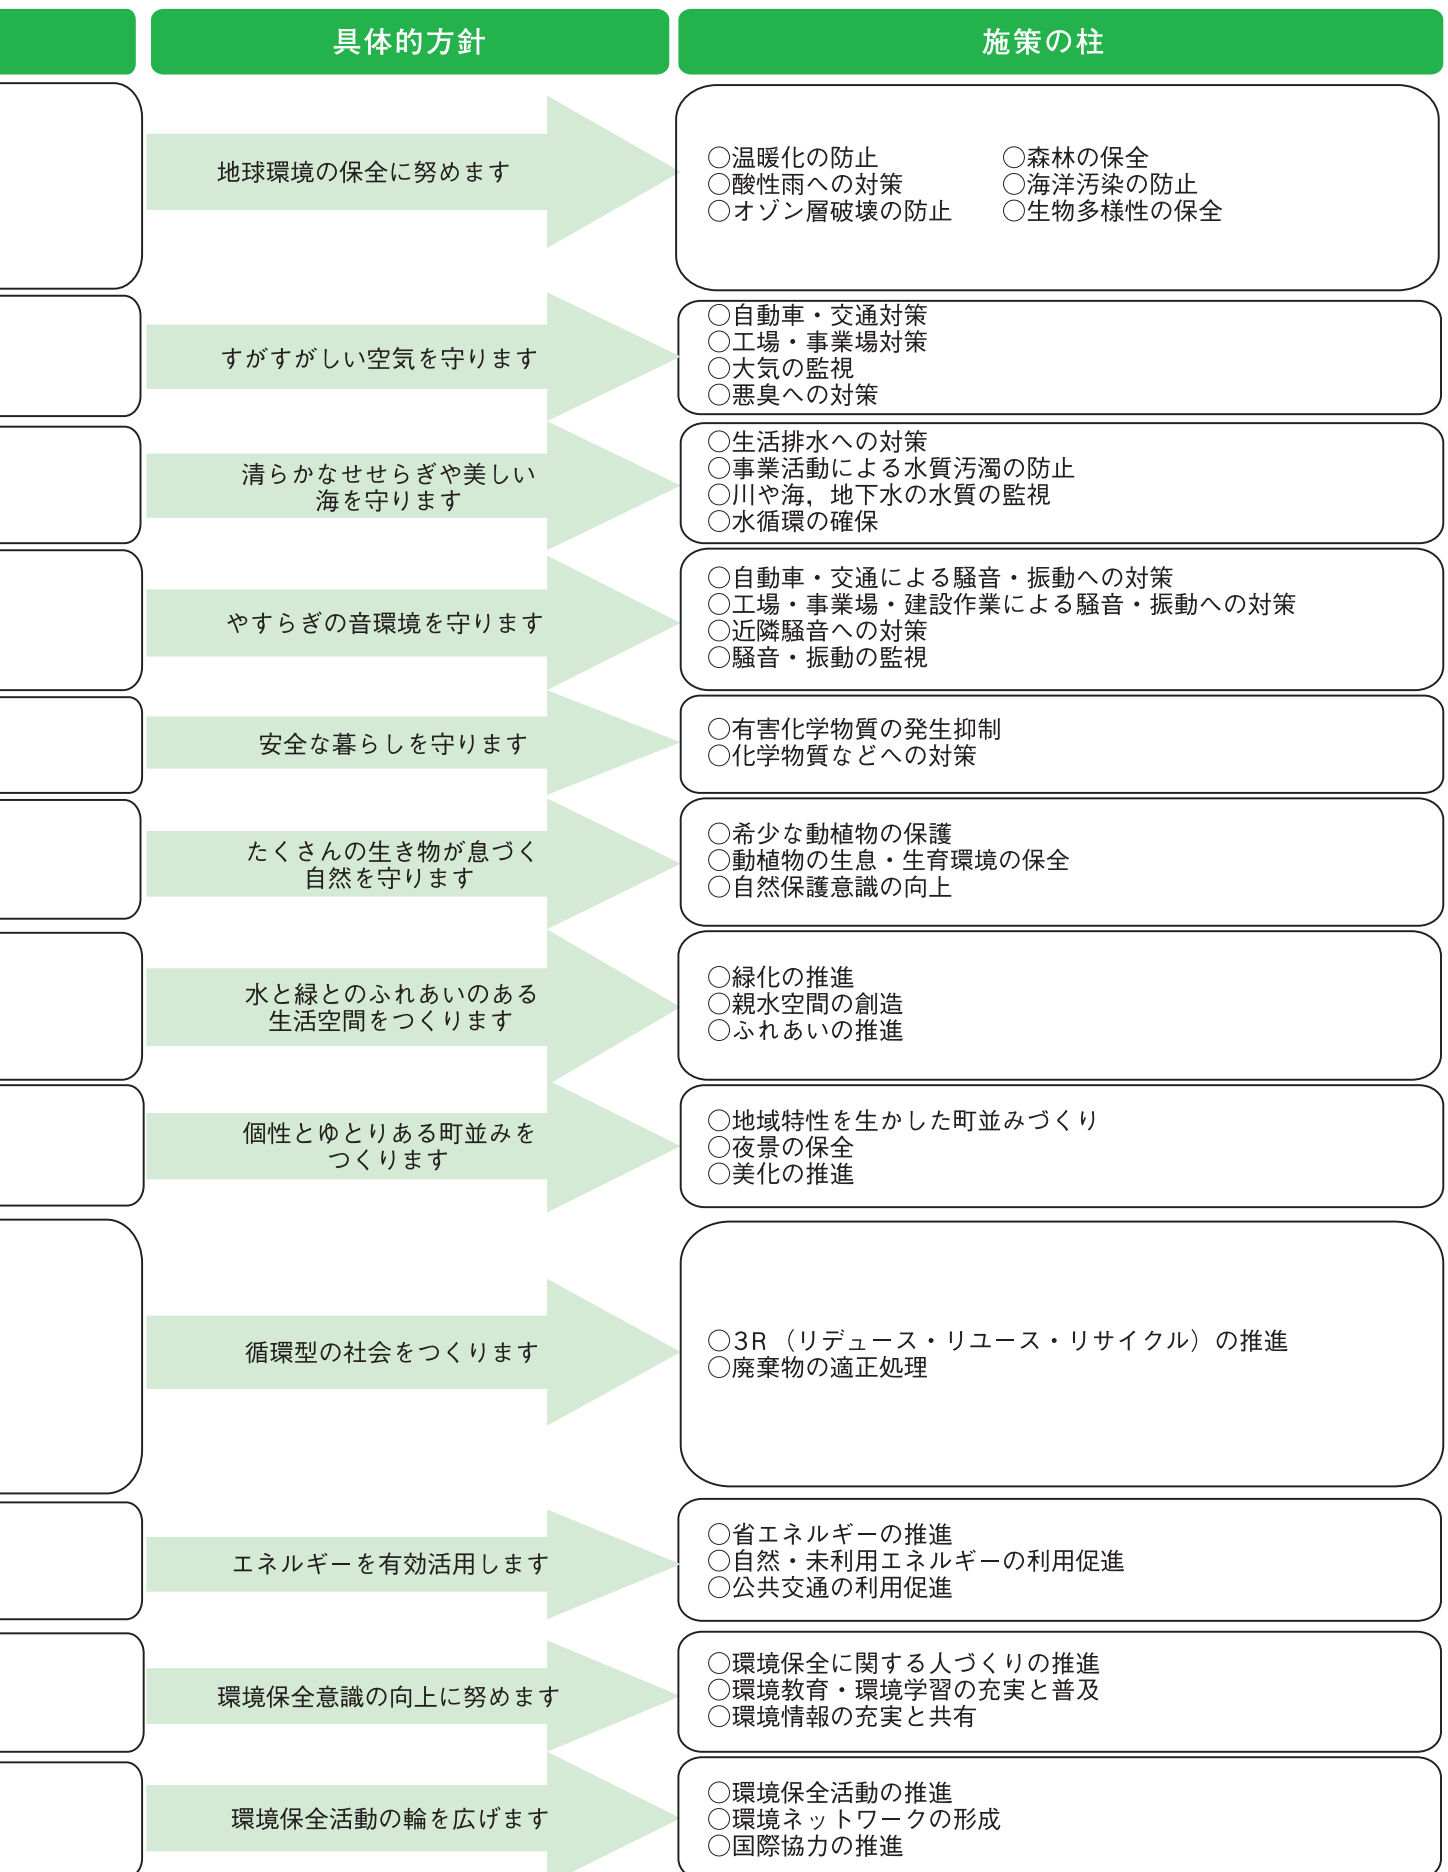 具体的方針
施策の柱
地球環境の保全に努めます
○温暖化の防止
○森林の保全
○酸性雨への対策
○海洋汚染の防止
○オゾン層破壊の防止
○生物多様性の保全
すがすがしい空気を守ります
○自動車・交通対策
○工場・事業場対策
○大気の監視
○悪臭への対策
清らかなせせらぎや美しい
海を守ります
○生活排水への対策
○事業活動による水質汚濁の防止
○川や海，地下水の水質の監視
○水循環の確保
やすらぎの音環境を守ります
○自動車・交通による騒音・振動への対策
○工場・事業場・建設作業による騒音・振動への対策
○近隣騒音への対策
○騒音・振動の監視
安全な暮らしを守ります
○有害化学物質の発生抑制
○化学物質などへの対策
たくさんの生き物が息づく
自然を守ります
○希少な動植物の保護
○動植物の生息・生育環境の保全
○自然保護意識の向上
水と緑とのふれあいのある
生活空間をつくります
○緑化の推進
○親水空間の創造
○ふれあいの推進
個性とゆとりある町並みを
つくります
○地域特性を生かした町並みづくり
○夜景の保全
○美化の推進
循環型の社会をつくります
○3R（リデュース・リユース・リサイクル）の推進
○廃棄物の適正処理
エネルギーを有効活用します
○省エネルギーの推進
○自然・未利用エネルギーの利用促進
○公共交通の利用促進
環境保全意識の向上に努めます
○環境保全に関する人づくりの推進
○環境教育・環境学習の充実と普及
○環境情報の充実と共有
環境保全活動の輪を広げます
○環境保全活動の推進
○環境ネットワークの形成
○国際協力の推進